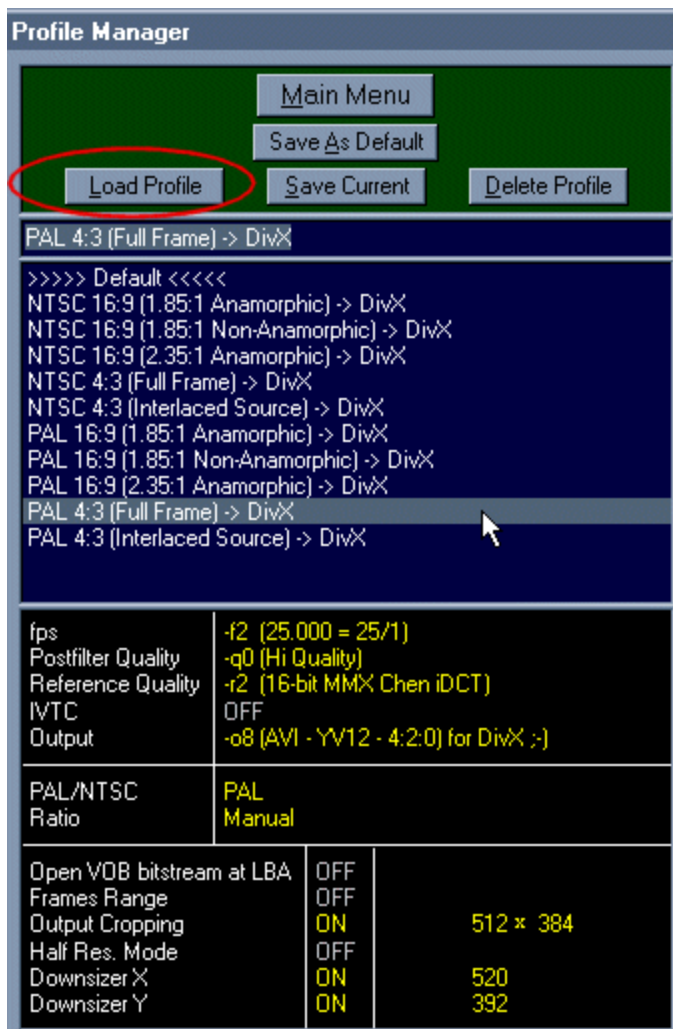 Profile Manager
Main Menu
Save As Default
Load Profile Save Current Delete Profile
PAL 4:3 (Full Frame) -> DivX
>>>>> Default <<<<<
NTSC 16:9 (1.85:1 Anamorphic) -> DivX
NTSC 16:9 (1.85:1 Non-Anamorphic) -> DivX
NTSC 16:9 (2.35:1 Anamorphic) -> DivX
NTSC 4:3 (Full Frame) -> DivX
NTSC 4:3 (Interlaced Source) -> DivX
PAL 16:9 (1.85:1 Anamorphic) -> DivX
PAL 16:9 (1.85:1 Non-Anamorphic) -> DivX
PAL 16:9 (2.35:1 Anamorphic) -> DivX
PAL 4:3 (Full Frame) -> DivX
PAL 4:3 (Interlaced Source) -> DivX
fps -f2 (25.000 = 25/1)
Postfilter Quality -q0 (Hi Quality)
Reference Quality -r2 (16-bit MMX Chen iDCT)
IVTC OFF
Output -o8 (AVI - YV12 - 4:2:0) for DivX ;-)
PAL/NTSC PAL
Ratio Manual
Open VOB bitstream at LBA OFF
Frames Range OFF
Output Cropping ON 512 x 384
Half Res. Mode OFF
Downsizer X ON 520
Downsizer Y ON 392